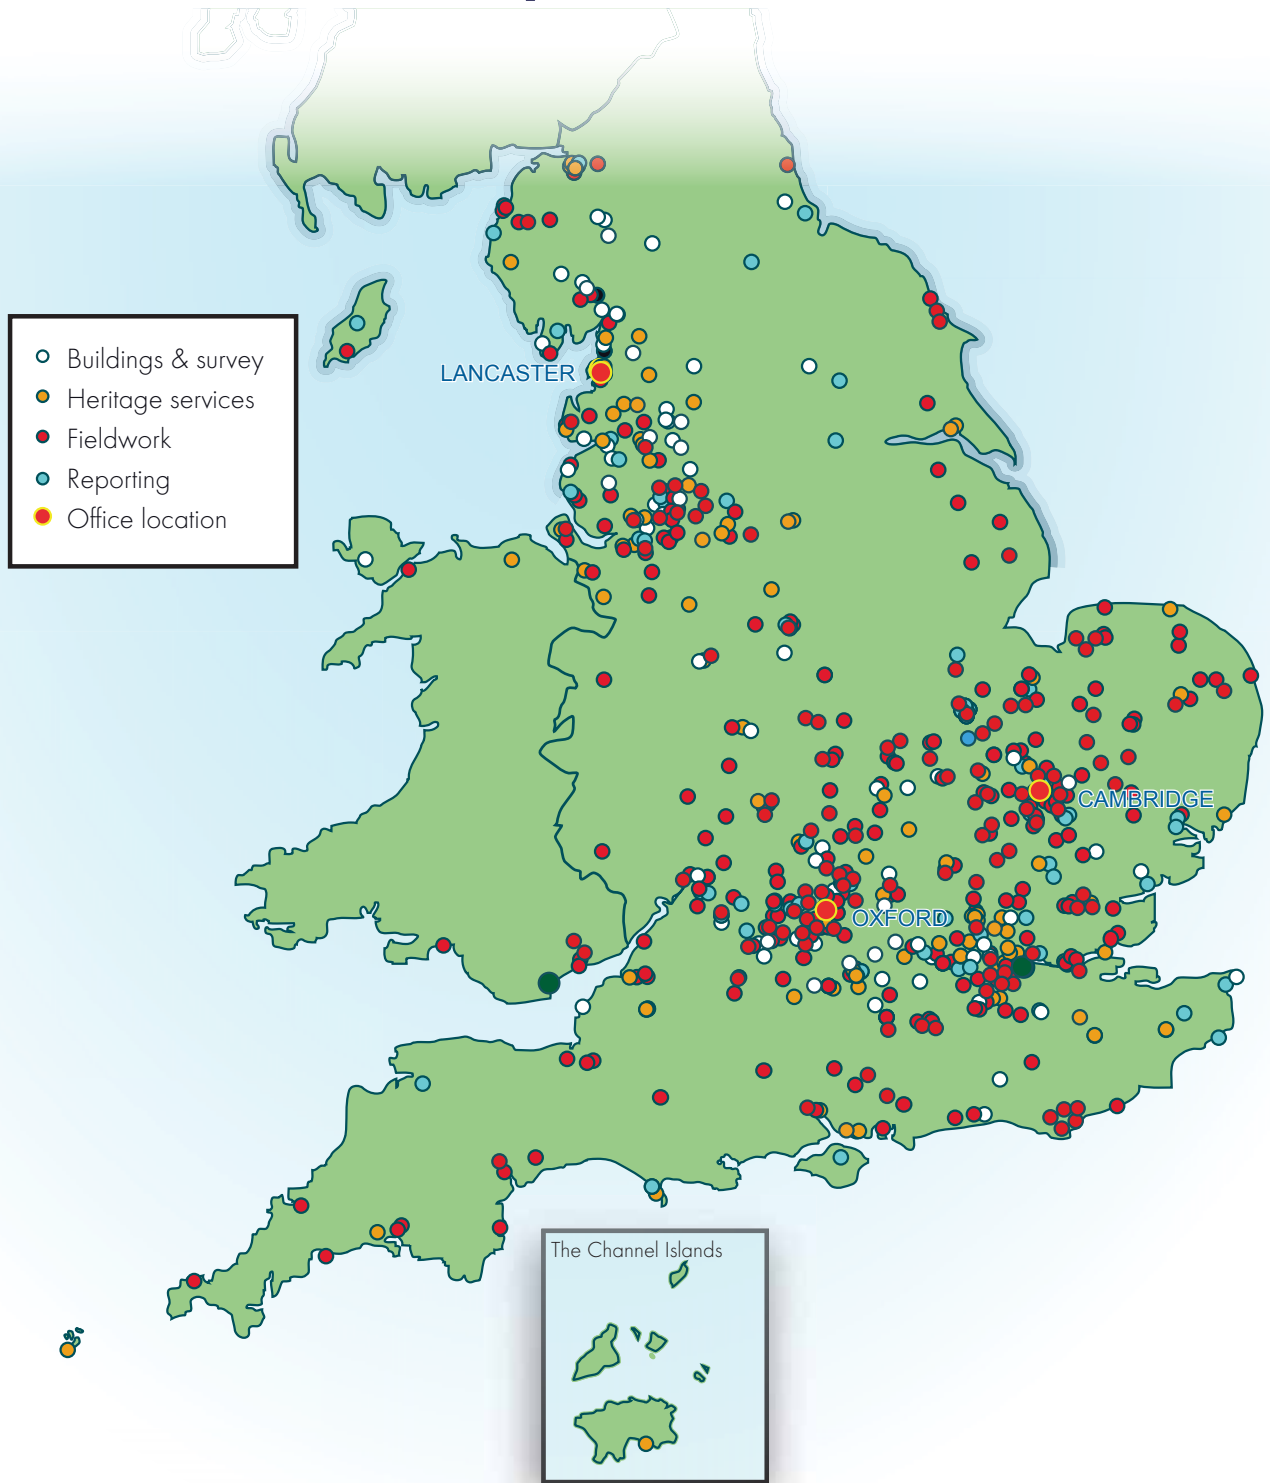 Buildings & survey
Heritage services
Fieldwork
Reporting
Office location
LANCASTER
CAMBRIDGE
OXFORD
The Channel Islands